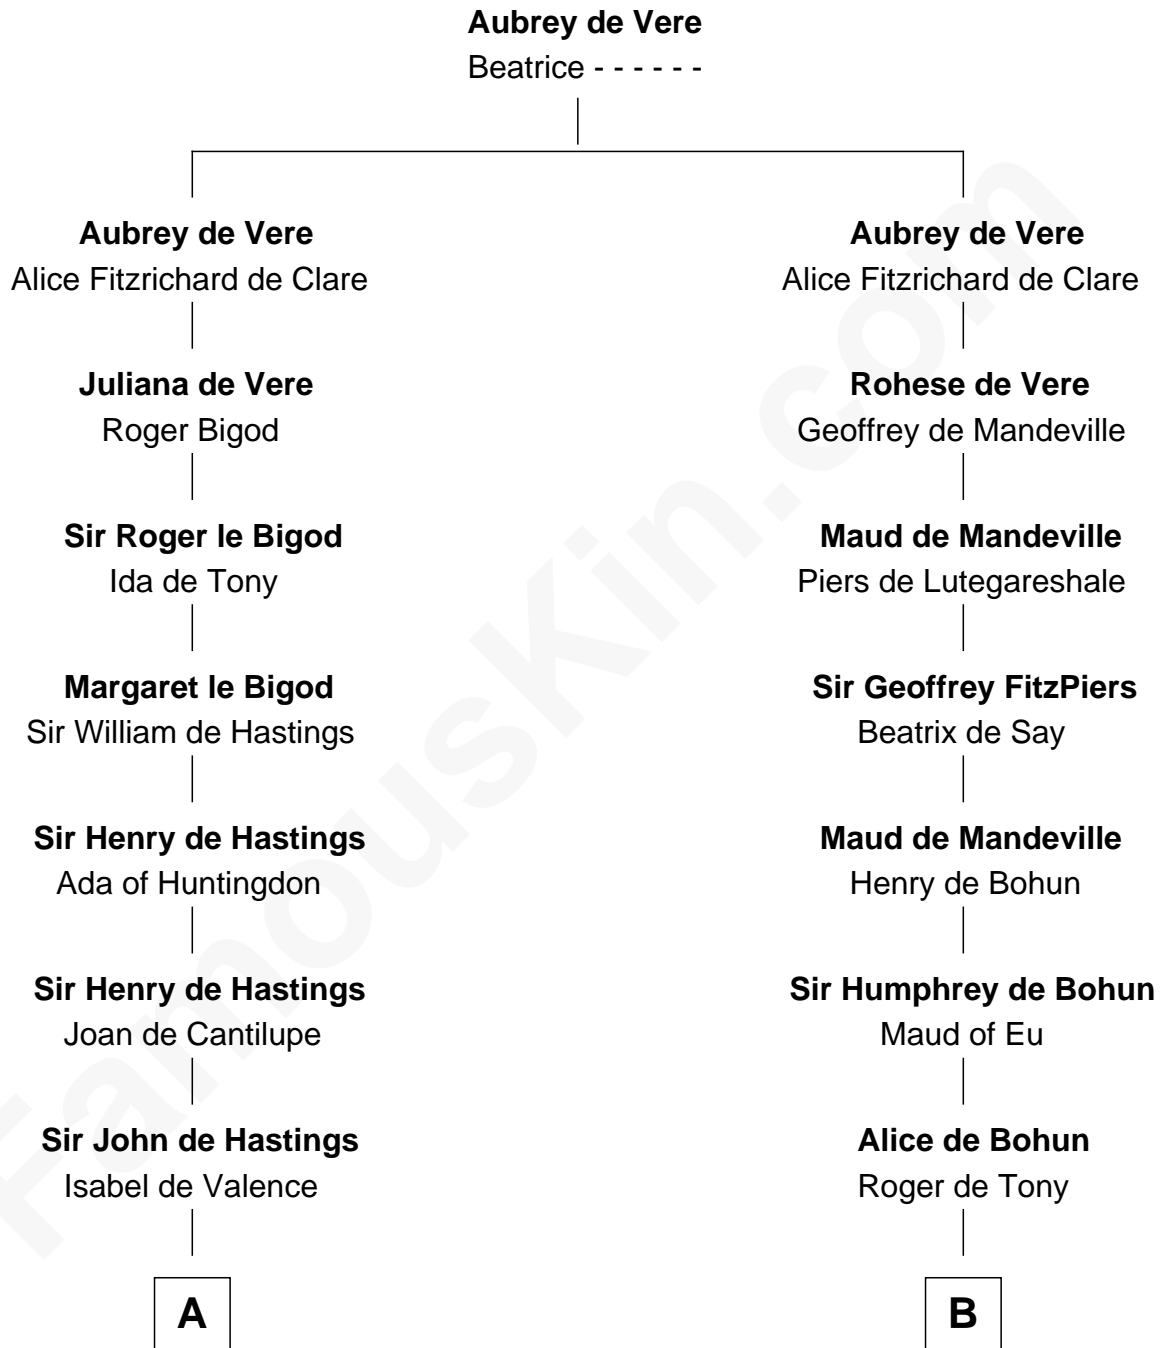 Aubrey de Vere
Beatrice - - - - - -
Aubrey de Vere
Alice Fitzrichard de Clare
Juliana de Vere
Roger Bigod
Sir Roger le Bigod
Ida de Tony
Margaret le Bigod
Sir William de Hastings
Sir Henry de Hastings
Ada of Huntingdon
Sir Henry de Hastings
Joan de Cantilupe
Sir John de Hastings
Isabel de Valence
A
Aubrey de Vere
Alice Fitzrichard de Clare
Rohese de Vere
Geoffrey de Mandeville
Maud de Mandeville
Piers de Lutegareshale
Sir Geoffrey FitzPiers
Beatrix de Say
Maud de Mandeville
Henry de Bohun
Sir Humphrey de Bohun
Maud of Eu
Alice de Bohun
Roger de Tony
B
FamousKin.com